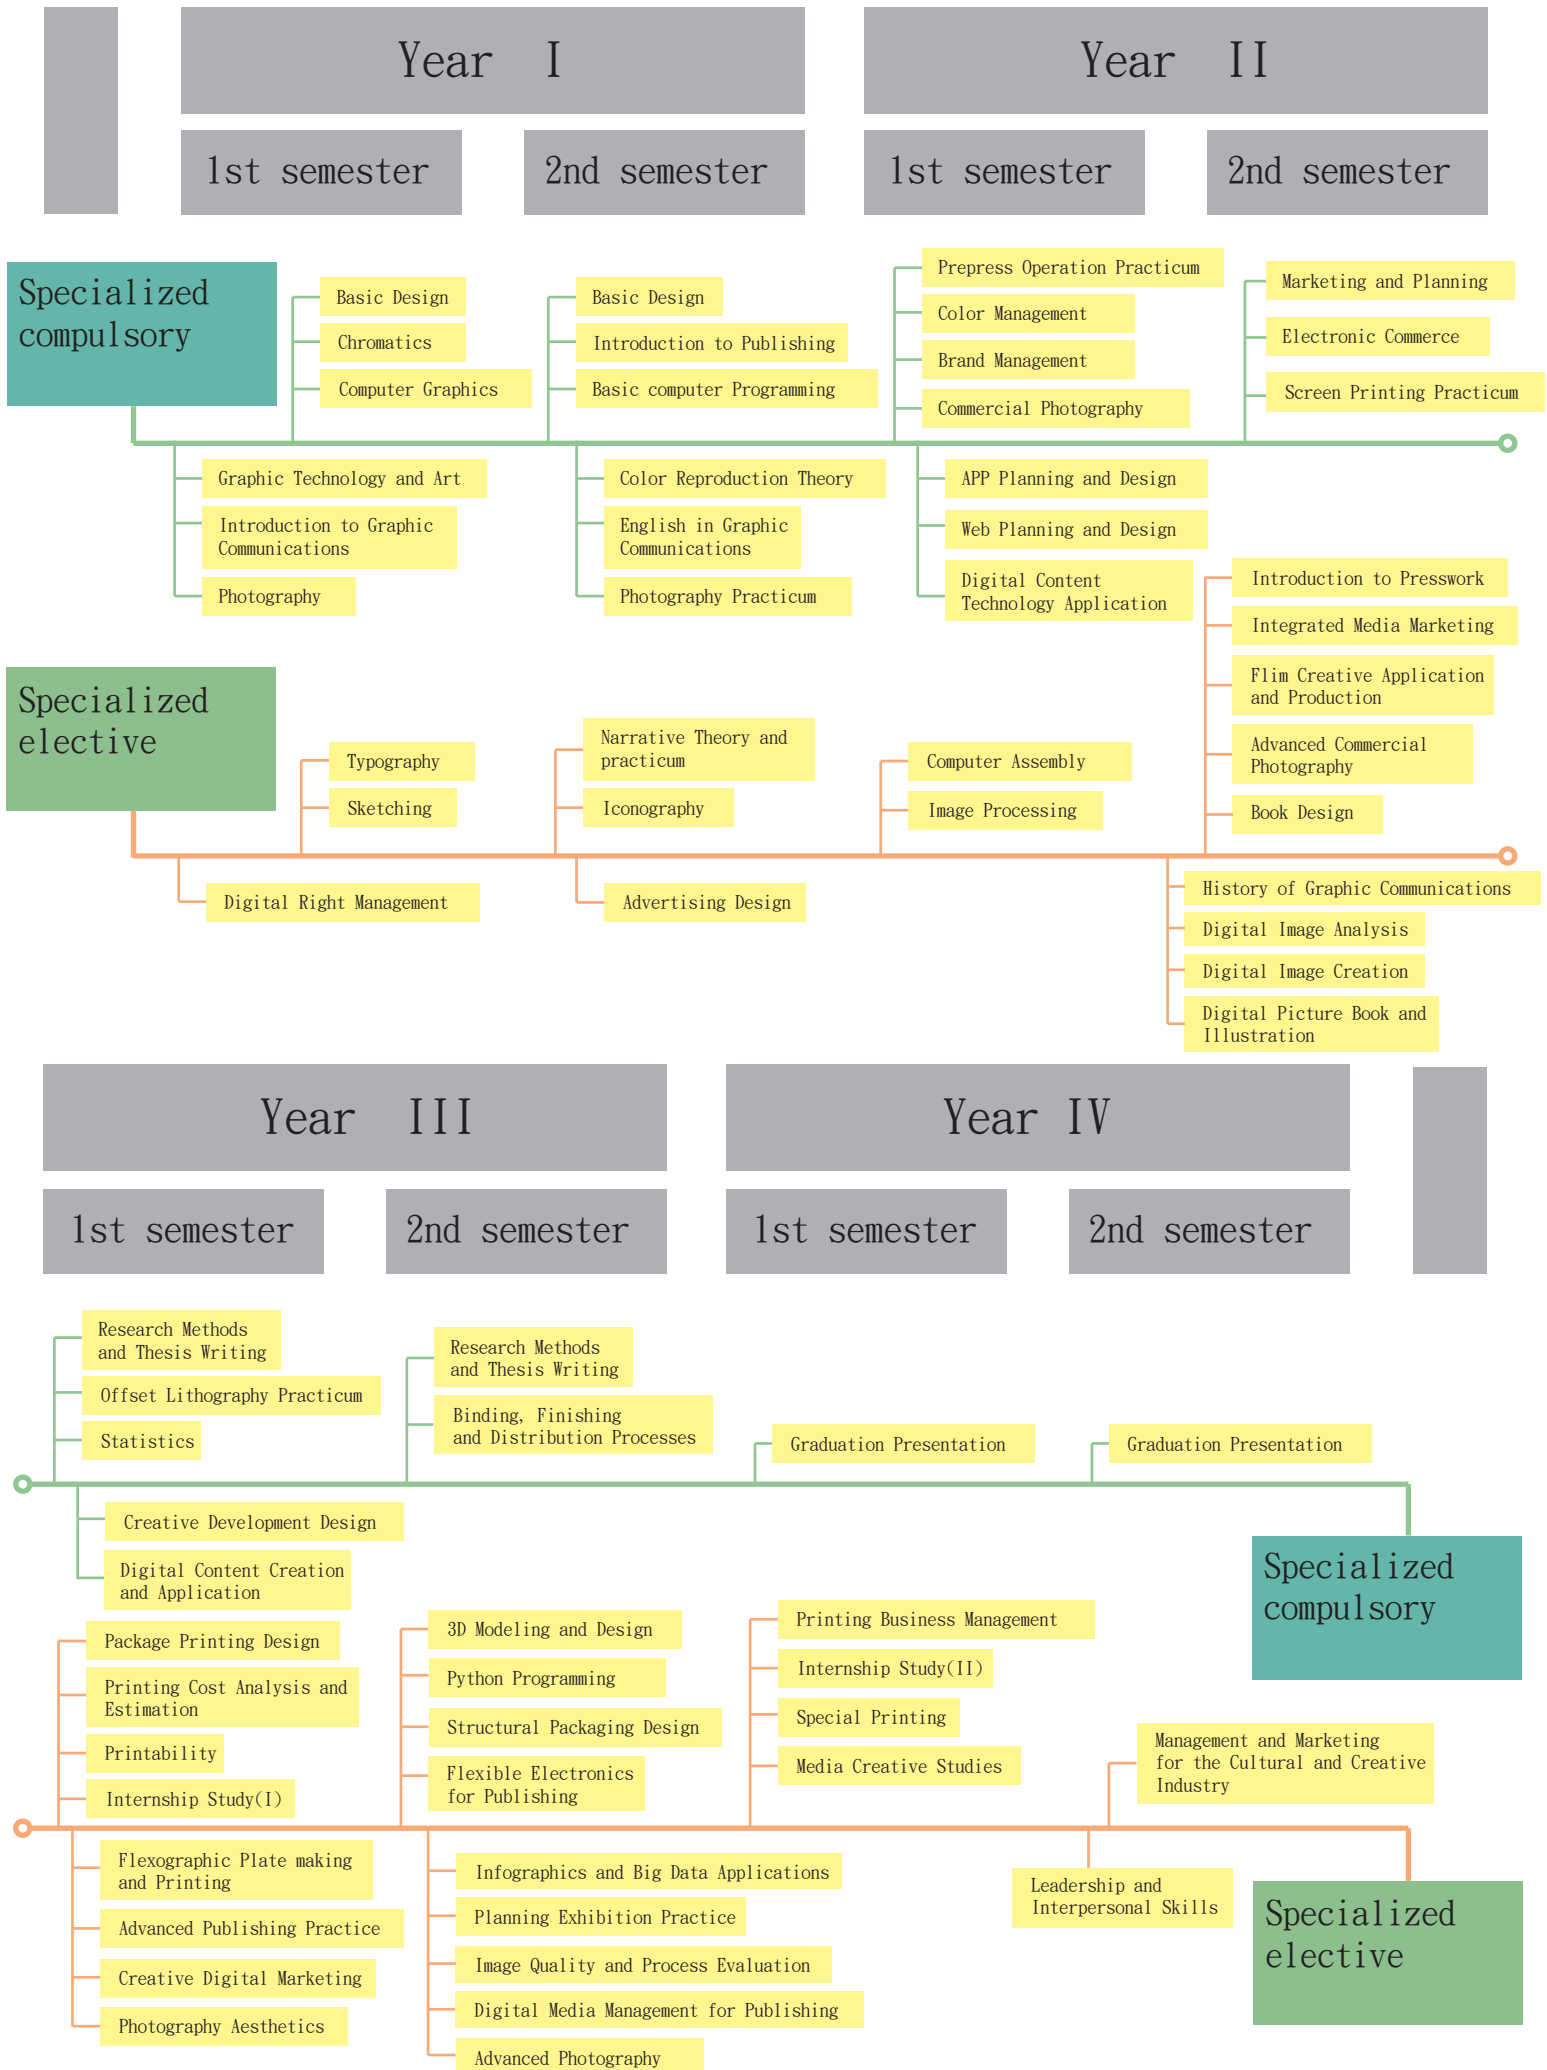 Year I
Year II
1st semester
2nd semester
1st semester
2nd semester
Specialized
compulsory
Basic Design
Chromatics
Computer Graphics
Basic Design
Introduction to Publishing
Basic computer Programming
Prepress Operation Practicum
Color Management
Brand Management
Commercial Photography
Marketing and Planning
Electronic Commerce
Screen Printing Practicum
Graphic Technology and Art
Introduction to Graphic
Communications
Photography
Color Reproduction Theory
English in Graphic
Communications
Photography Practicum
APP Planning and Design
Web Planning and Design
Digital Content
Technology Application
Specialized
elective
Typography
Sketching
Narrative Theory and
practicum
Iconography
Computer Assembly
Image Processing
Introduction to Presswork
Integrated Media Marketing
Flim Creative Application
and Production
Advanced Commercial
Photography
Book Design
Digital Right Management
Advertising Design
History of Graphic Communications
Digital Image Analysis
Digital Image Creation
Digital Picture Book and
Illustration
Year III
Year IV
1st semester
2nd semester
1st semester
2nd semester
Research Methods
and Thesis Writing
Offset Lithography Practicum
Statistics
Research Methods
and Thesis Writing
Binding, Finishing
and Distribution Processes
Graduation Presentation
Graduation Presentation
Creative Development Design
Digital Content Creation
and Application
Specialized
compulsory
Package Printing Design
Printing Cost Analysis and
Estimation
Printability
Internship Study(I)
3D Modeling and Design
Python Programming
Structural Packaging Design
Flexible Electronics
for Publishing
Printing Business Management
Internship Study(II)
Special Printing
Media Creative Studies
Management and Marketing
for the Cultural and Creative
Industry
Flexographic Plate making
and Printing
Advanced Publishing Practice
Creative Digital Marketing
Photography Aesthetics
Infographics and Big Data Applications
Planning Exhibition Practice
Image Quality and Process Evaluation
Digital Media Management for Publishing
Advanced Photography
Leadership and
Interpersonal Skills
Specialized
elective